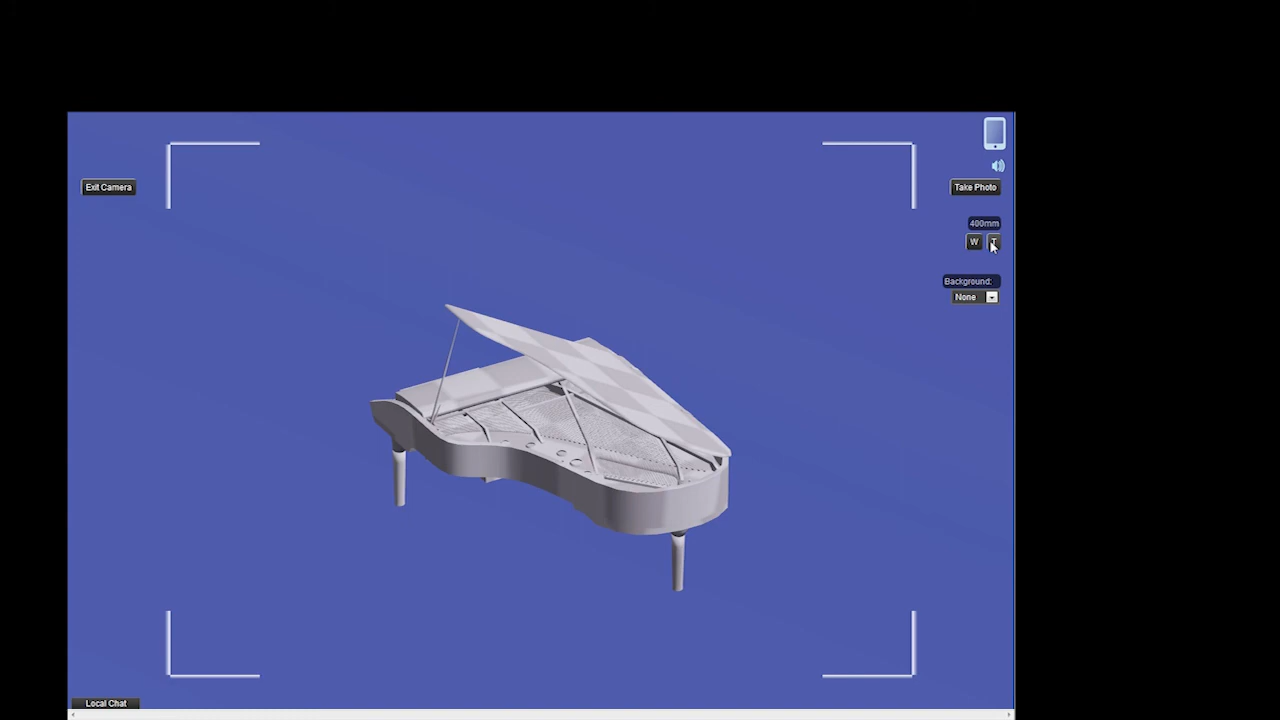 Exit Camera
Take Photo
400mm
W
T
Background:
None
Local Chat